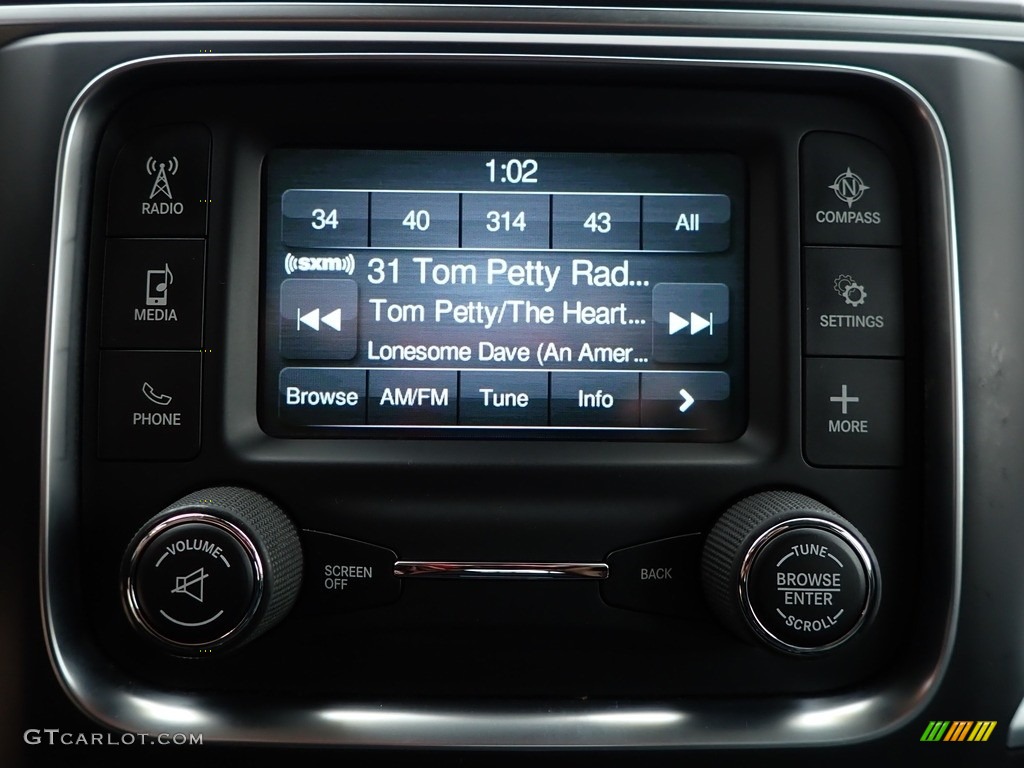 1:02
34 40 314 43 All
((sxm)) 31 Tom Petty Rad...
Tom Petty/The Heart...
Lonesome Dave (An Amer...
Browse AM/FM Tune Info
RADIO
MEDIA
PHONE
N
COMPASS
SETTINGS
MORE
VOLUME
SCREEN
OFF
BACK
TUNE
BROWSE
ENTER
SCROLL
GTCARLOT.COM